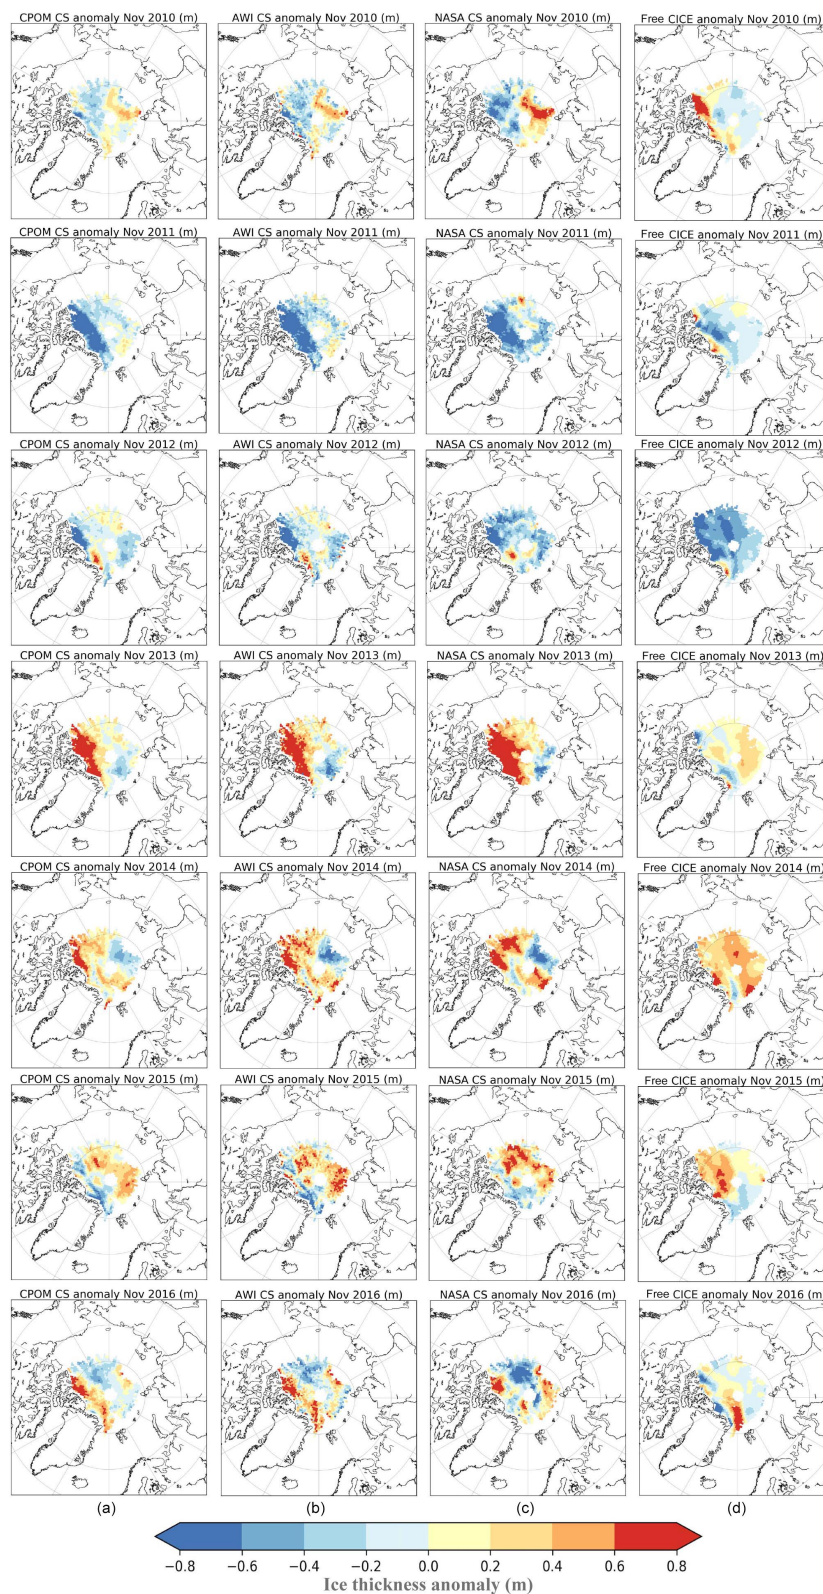 CPOM CS anomaly Nov 2010 (m) AWI CS anomaly Nov 2010 (m) NASA CS anomaly Nov 2010 (m) Free CICE anomaly Nov 2010 (m)
CPOM CS anomaly Nov 2011 (m) AWI CS anomaly Nov 2011 (m) NASA CS anomaly Nov 2011 (m) Free CICE anomaly Nov 2011 (m)
CPOM CS anomaly Nov 2012 (m) AWI CS anomaly Nov 2012 (m) NASA CS anomaly Nov 2012 (m) Free CICE anomaly Nov 2012 (m)
CPOM CS anomaly Nov 2013 (m) AWI CS anomaly Nov 2013 (m) NASA CS anomaly Nov 2013 (m) Free CICE anomaly Nov 2013 (m)
CPOM CS anomaly Nov 2014 (m) AWI CS anomaly Nov 2014 (m) NASA CS anomaly Nov 2014 (m) Free CICE anomaly Nov 2014 (m)
CPOM CS anomaly Nov 2015 (m) AWI CS anomaly Nov 2015 (m) NASA CS anomaly Nov 2015 (m) Free CICE anomaly Nov 2015 (m)
CPOM CS anomaly Nov 2016 (m) AWI CS anomaly Nov 2016 (m) NASA CS anomaly Nov 2016 (m) Free CICE anomaly Nov 2016 (m
(a) (b) (c) (d)
−0.8 −0.6 −0.4 −0.2 0.0 0.2 0.4 0.6 0.8
Ice thickness anomaly (m)